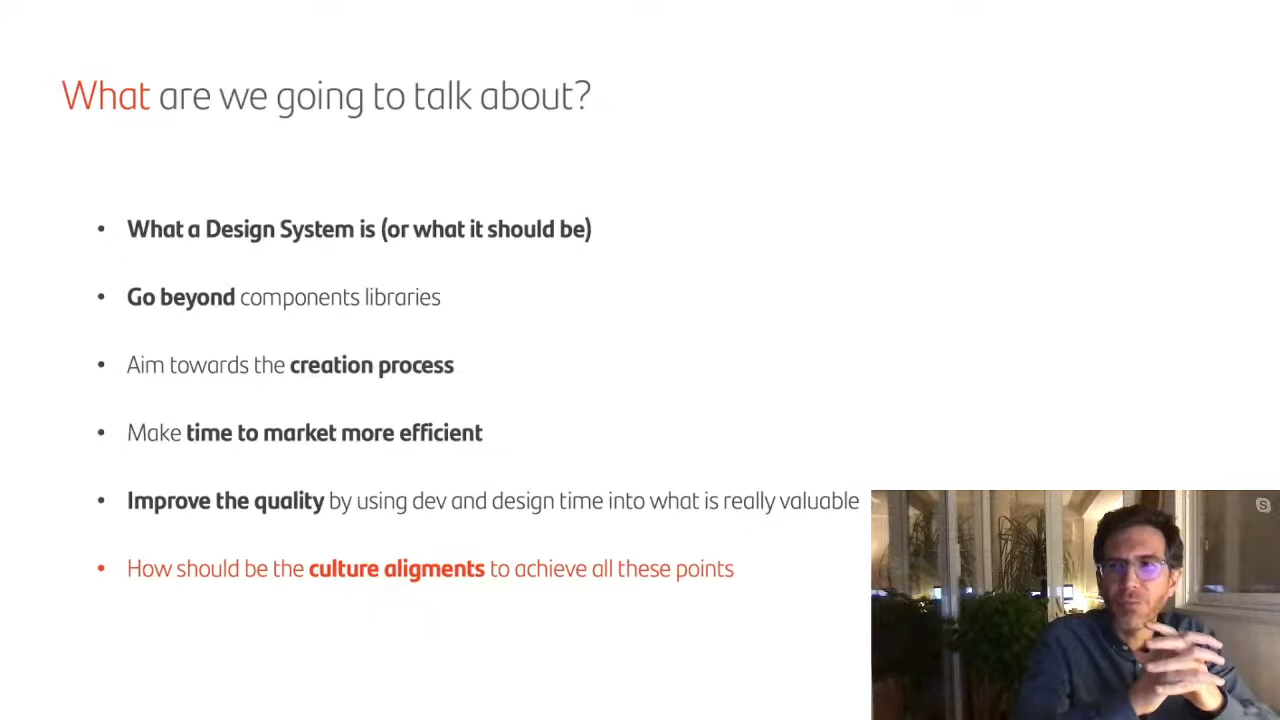 What are we going to talk about?
• What a Design System is (or what it should be)
• Go beyond components libraries
• Aim towards the creation process
• Make time to market more efficient
• Improve the quality by using dev and design time into what is really valuable
• How should be the culture aligments to achieve all these points